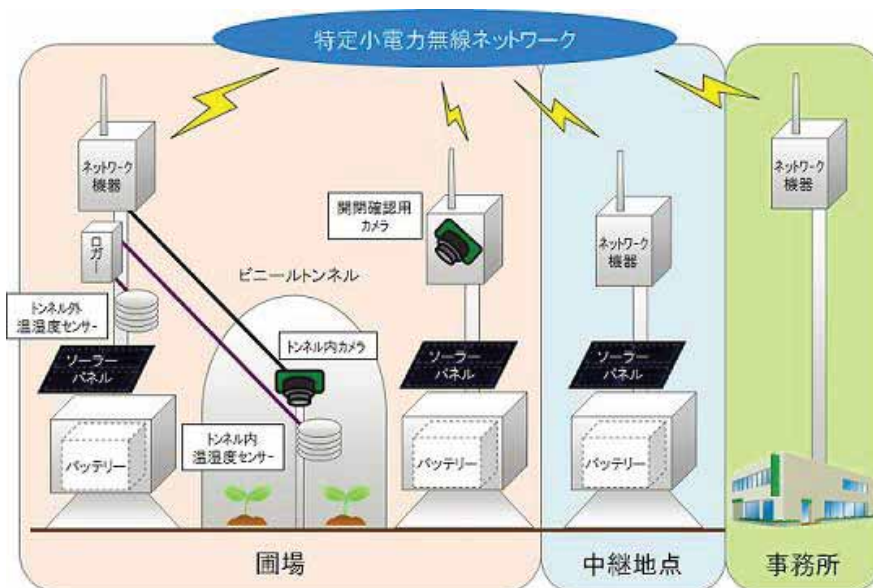 特定小電力無線ネットワーク
ネットワーク
機器
ロガー
トンネル外
温湿度センサー
ソーラー
パネル
バッテリー
ビニールトンネル
トンネル内カメラ
トンネル内
温湿度センサー
開閉確認用
カメラ
ソーラー
パネル
バッテリー
ネットワーク
機器
ソーラー
パネル
バッテリー
ネットワーク
機器
圃場
中継地点
事務所